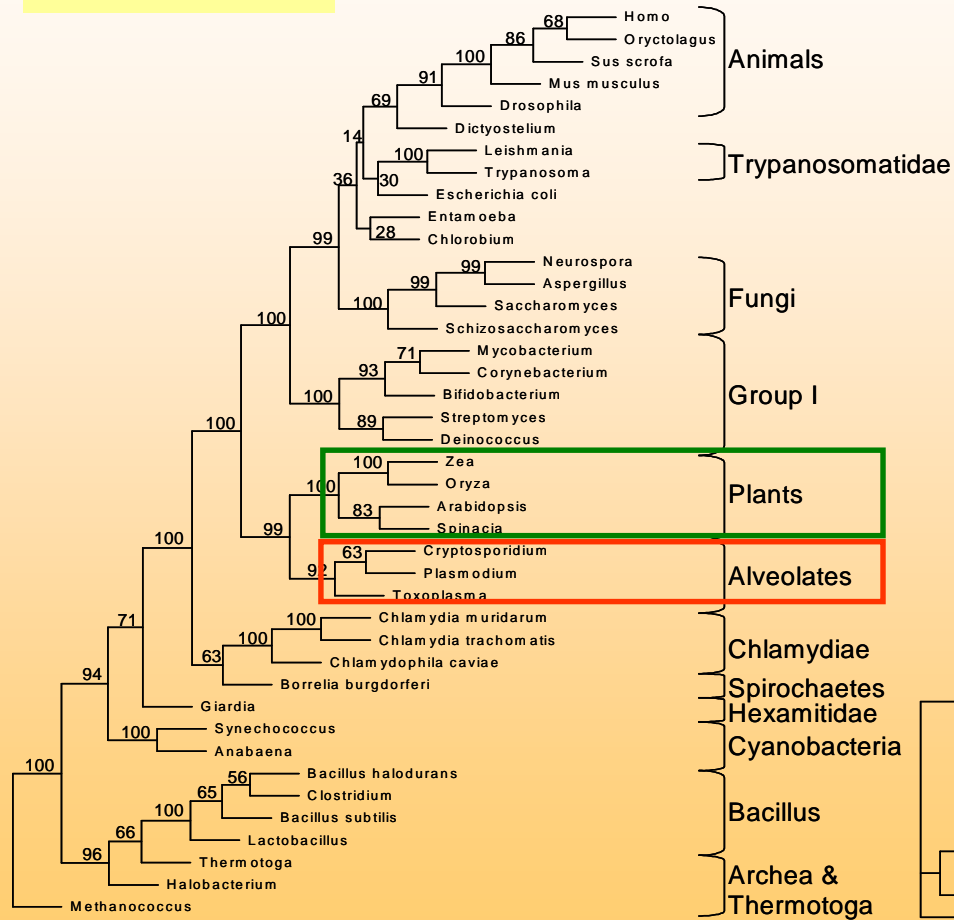 Homo
68
Oryctolagus
86
Sus scrofa
Animals
100
Mus musculus
91
Drosophila
69
Dictyostelium
14
Leishmania
100
Trypanosomatidae
Trypanosoma
36
30
Escherichia coli
Entamoeba
28
Chlorobium
99
Neurospora
99
Aspergillus
99
Fungi
Saccharomyces
100
Schizosaccharomyces
100
Mycobacterium
71
Corynebacterium
93
Bifidobacterium
Group I
100
Streptomyces
89
Deinococcus
100
Zea
100
Oryza
100
Plants
Arabidopsis
83
Spinacia
99
Cryptosporidium
63
Plasmodium
92
Alveolates
Toxoplasma
100
Chlamydia muridarum
100
Chlamydia trachomatis
100
Chlamydiae
Chlamydophila caviae
63
Borrelia burgdorferi
Spirochaetes
71
Giardia
Hexamitidae
94
Synechococcus
100
Cyanobacteria
Anabaena
100
Bacillus halodurans
56
Clostridium
65
Bacillus subtilis
Bacillus
100
Lactobacillus
66
Thermotoga
96
Halobacterium
Archea &
Thermotoga
Methanococcus